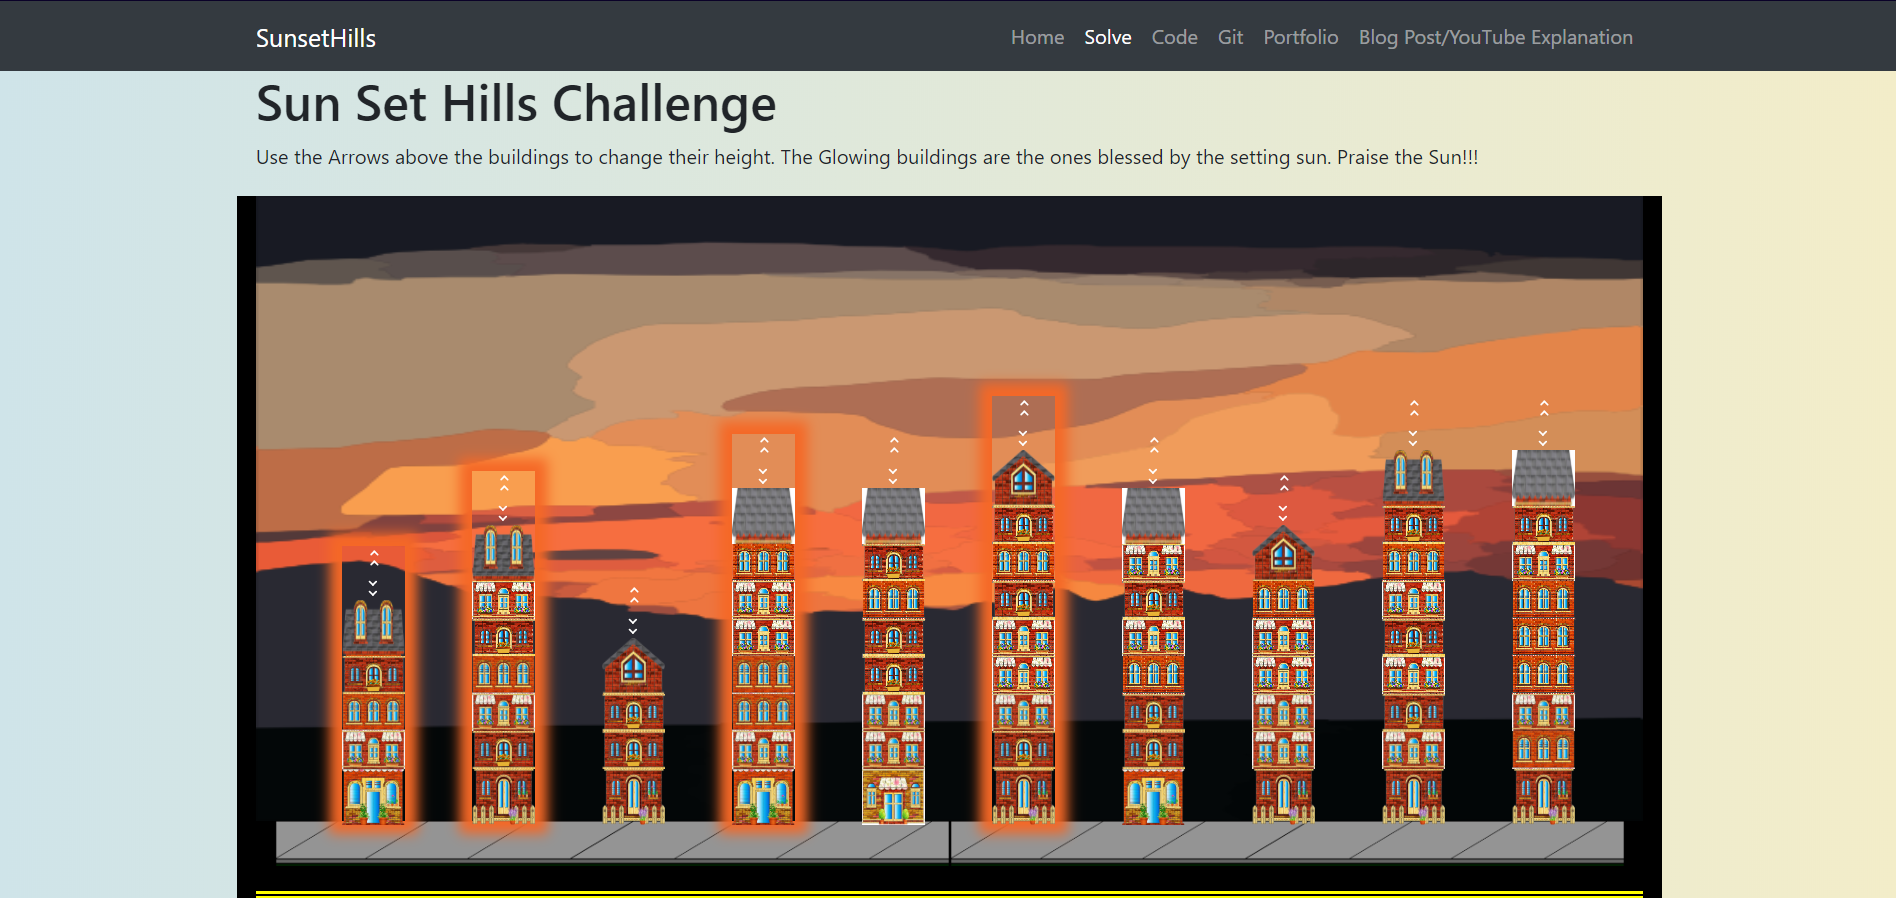 SunsetHills Home Solve Code Git Portfolio Blog Post/YouTube Explanation
Sun Set Hills Challenge
Use the Arrows above the buildings to change their height. The Glowing buildings are the ones blessed by the setting sun. Praise the Sun!!!